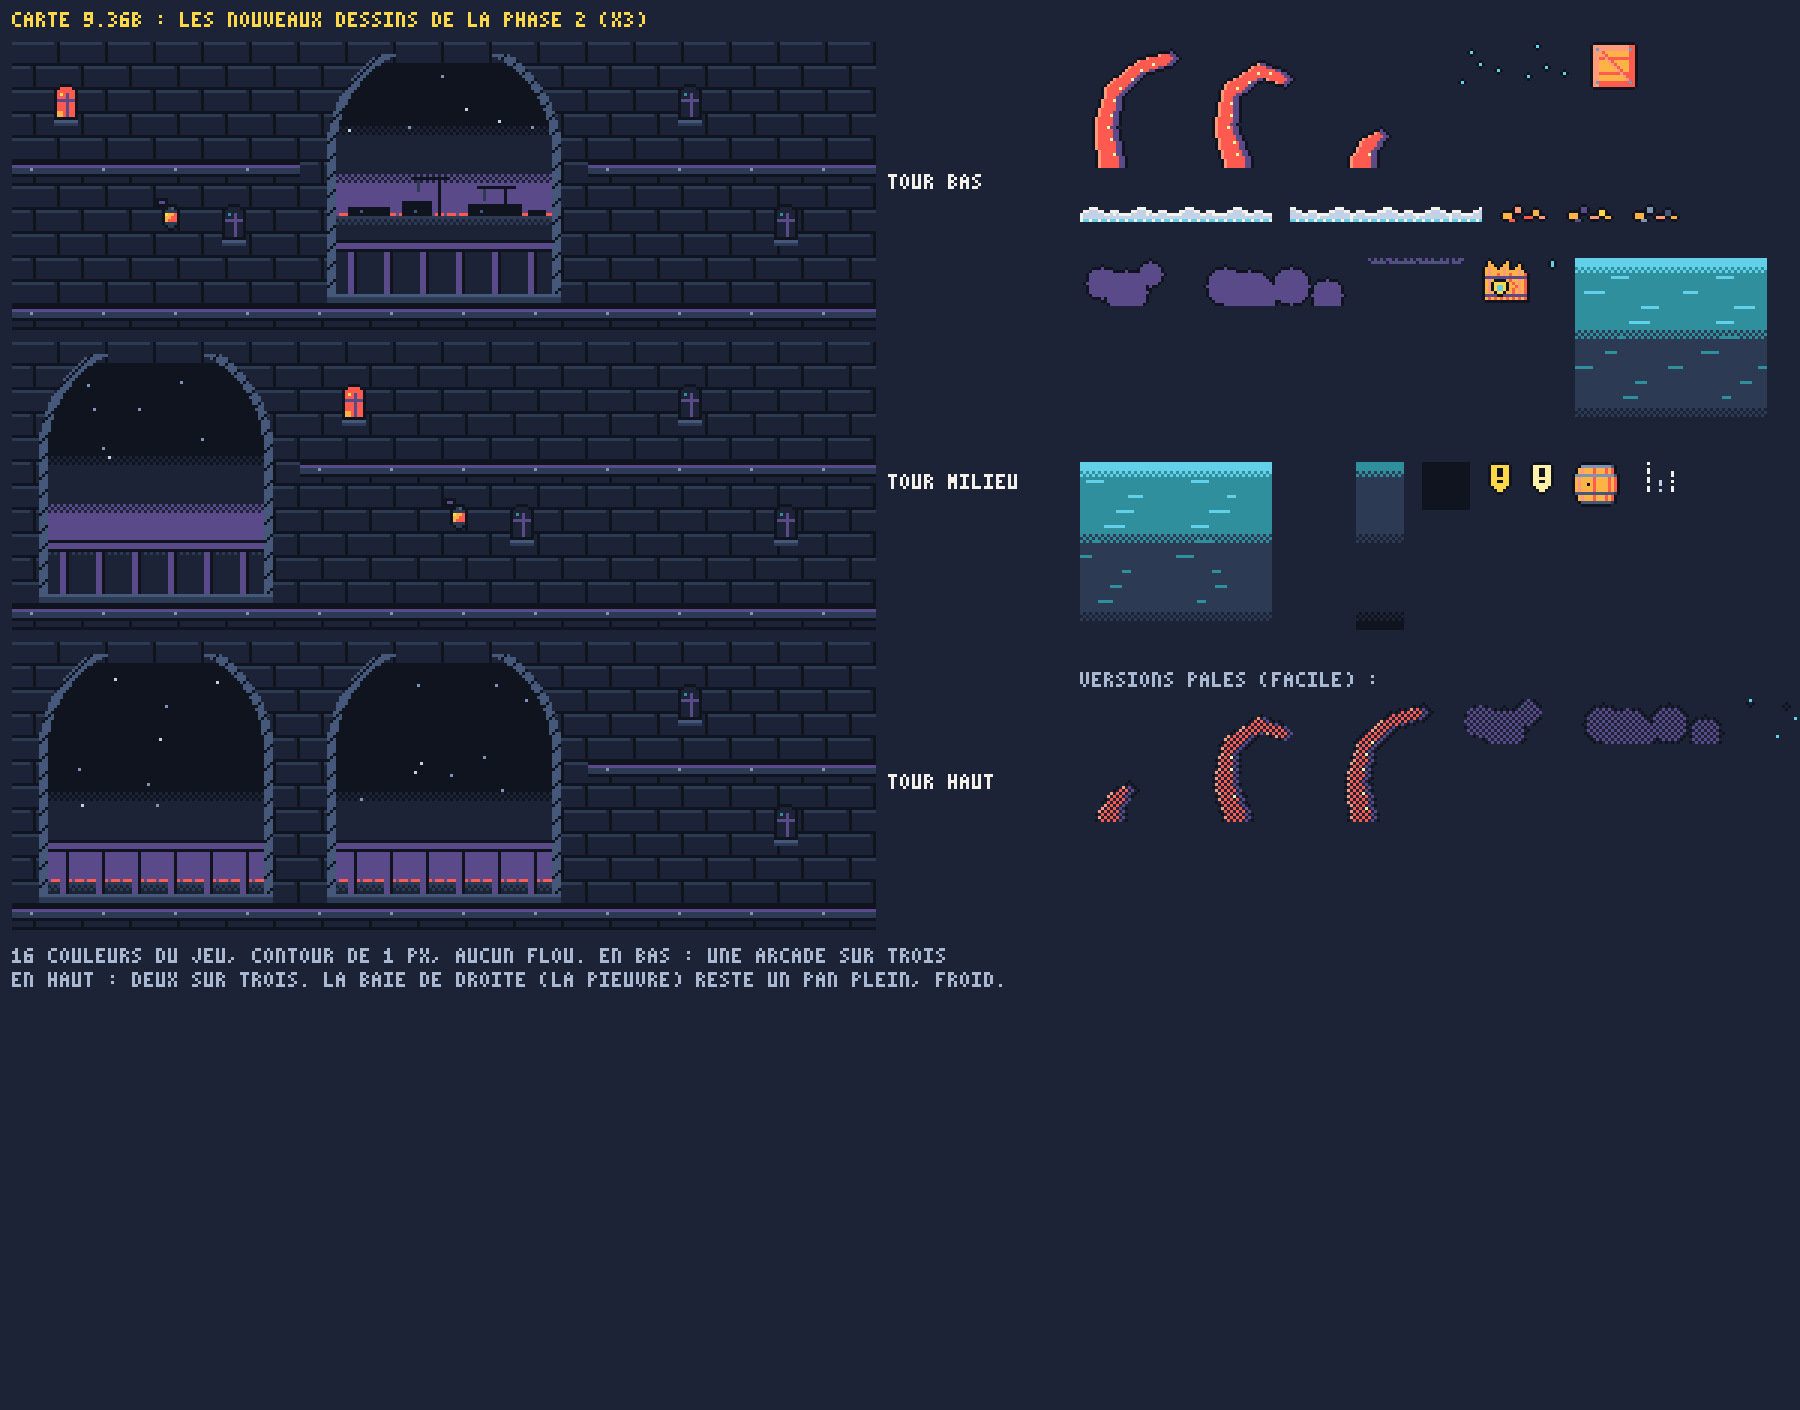 CARTE 9.36B : LES NOUVEAUX DESSINS DE LA PHASE 2 (X3)
TOUR BAS
TOUR MILIEU
VERSIONS PALES (FACILE) :
TOUR HAUT
16 COULEURS DU JEU, CONTOUR DE 1 PX, AUCUN FLOU. EN BAS : UNE ARCADE SUR TROIS
EN HAUT : DEUX SUR TROIS. LA BAIE DE DROITE (LA PIEUVRE) RESTE UN PAN PLEIN, FROID.